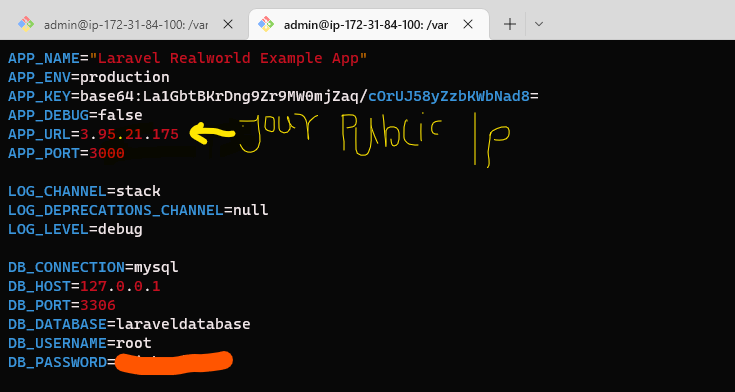 admin@ip-172-31-84-100: /var
admin@ip-172-31-84-100: /var
APP_NAME="Laravel Realworld Example App"
APP_ENV=production
APP_KEY=base64:La1GbtBKrDng9Zr9MW0mjZaq/cOrUJ58yZzbKWbNad8=
APP_DEBUG=false
APP_URL=3.95.21.175
your Public Ip
APP_PORT=3000
LOG_CHANNEL=stack
LOG_DEPRECATIONS_CHANNEL=null
LOG_LEVEL=debug
DB_CONNECTION=mysql
DB_HOST=127.0.0.1
DB_PORT=3306
DB_DATABASE=laraveldatabase
DB_USERNAME=root
DB_PASSWORD=